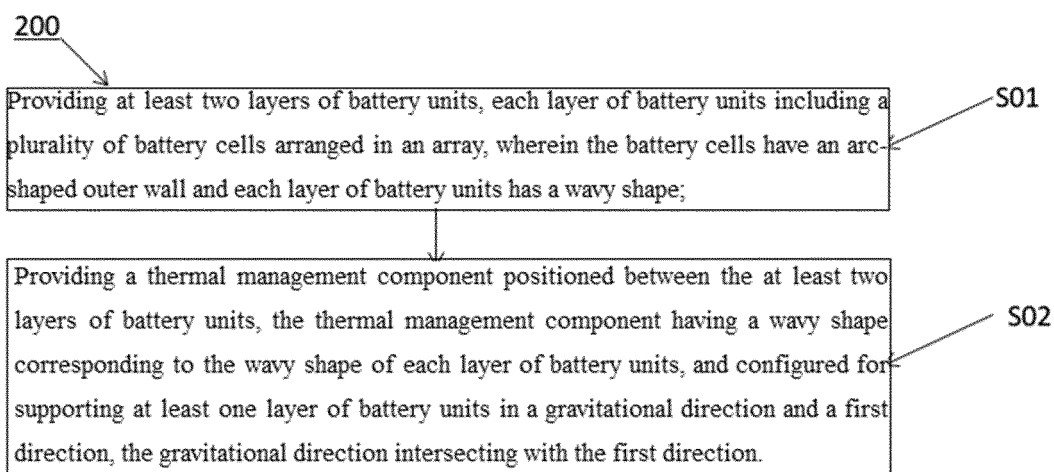 200
Providing at least two layers of battery units, each layer of battery units including a
plurality of battery cells arranged in an array, wherein the battery cells have an arc-
shaped outer wall and each layer of battery units has a wavy shape;
S01
Providing a thermal management component positioned between the at least two
layers of battery units, the thermal management component having a wavy shape
corresponding to the wavy shape of each layer of battery units, and configured for
supporting at least one layer of battery units in a gravitational direction and a first
direction, the gravitational direction intersecting with the first direction.
S02